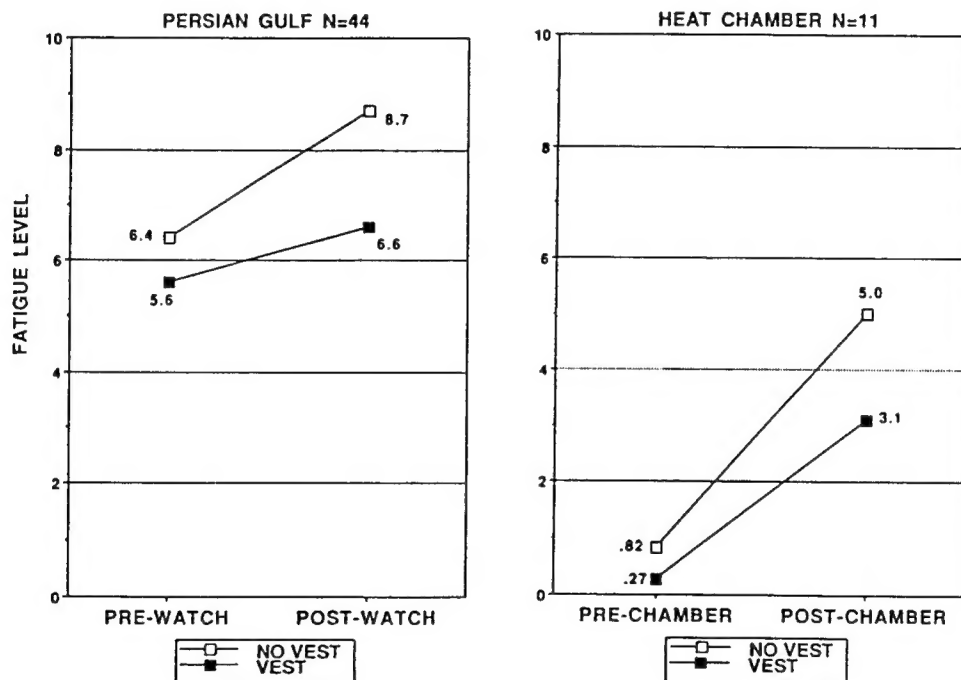 PERSIAN GULF N=44
10
8
6
4
2
0
FATIGUE LEVEL
8.7
6.4
6.6
5.6
PRE-WATCH POST-WATCH
NO VEST
VEST
HEAT CHAMBER N=11
10
8
6
4
2
0
5.0
3.1
.82
.27
PRE-CHAMBER POST-CHAMBER
NO VEST
VEST